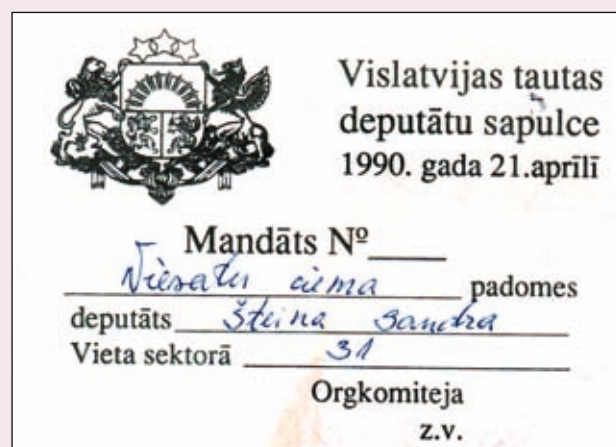 Vislatvijas tautas
deputātu sapulce
1990. gada 21.aprīlī
Mandāts Nº
ciema padomes
deputāts Šteina Sandra
Vieta sektorā 31
Orgkomiteja
z.v.